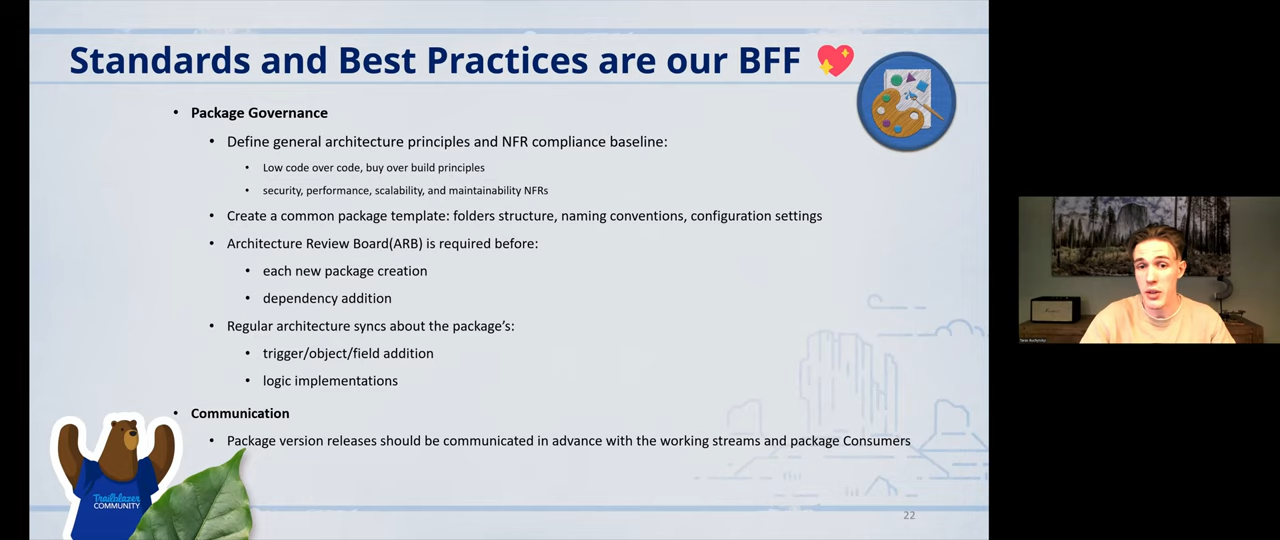 Standards and Best Practices are our BFF 💖
• Package Governance
• Define general architecture principles and NFR compliance baseline:
• Low code over code, buy over build principles
• security, performance, scalability, and maintainability NFRs
• Create a common package template: folders structure, naming conventions, configuration settings
• Architecture Review Board(ARB) is required before:
• each new package creation
• dependency addition
• Regular architecture syncs about the package's:
• trigger/object/field addition
• logic implementations
• Communication
• Package version releases should be communicated in advance with the working streams and package Consumers
Trailblazer
COMMUNITY
22